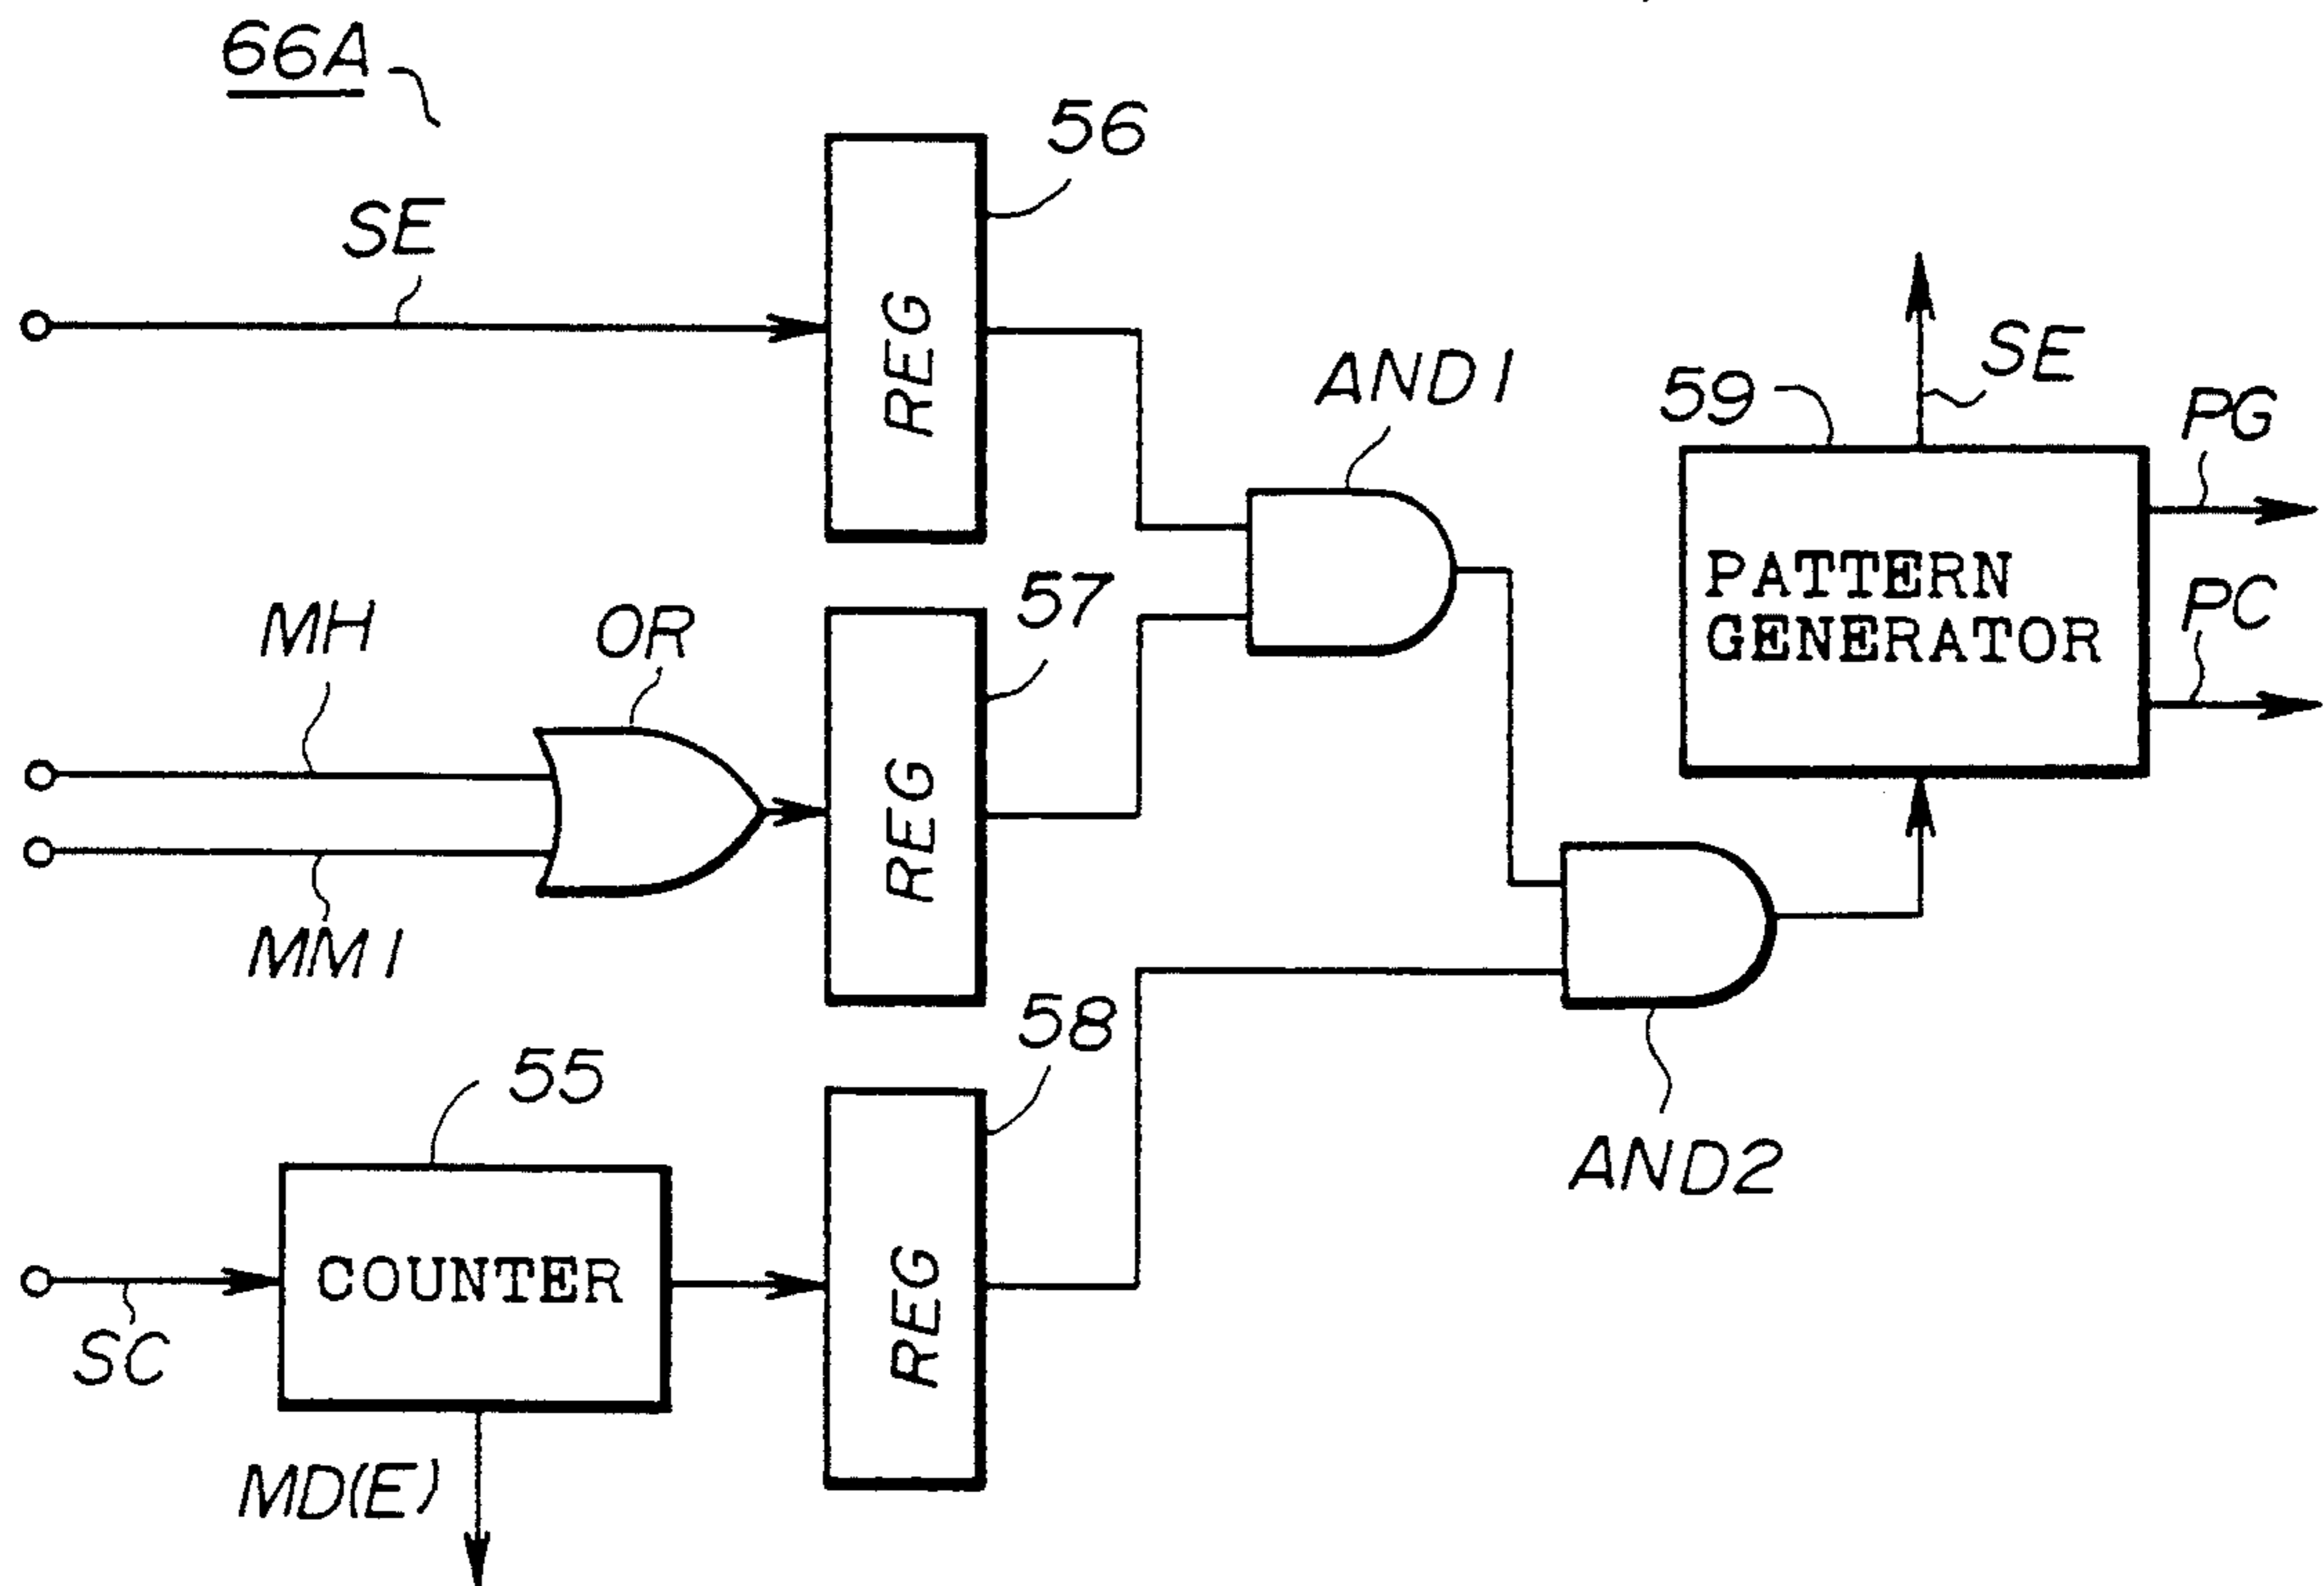 66A
56
SE
REG
AND1
SE
59
PG
PATTERN
GENERATOR
PC
57
MH
OR
REG
MM1
58
55
AND2
COUNTER
REG
SC
MD(E)